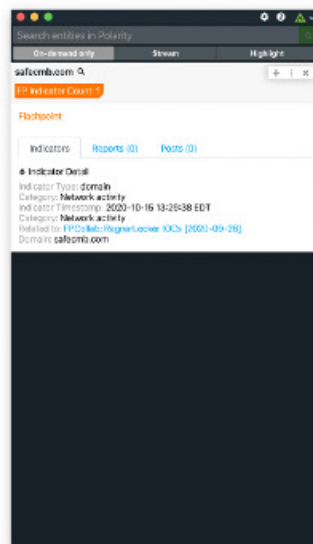 Search entities in Polarity
On-demand only Stream Highlight
safecmb.com
FP Indicator Count: 1
Flashpoint
Indicators Reports (0) Posts (0)
Indicator Detail
Indicator Type: domain
Category: Network activity
Indicator Timestamp: 2020-10-15 13:29:38 EDT
Category: Network activity
Related to: FPCollab: RagnarLocker IOCs [2020-09-28]
Domain: safecmb.com